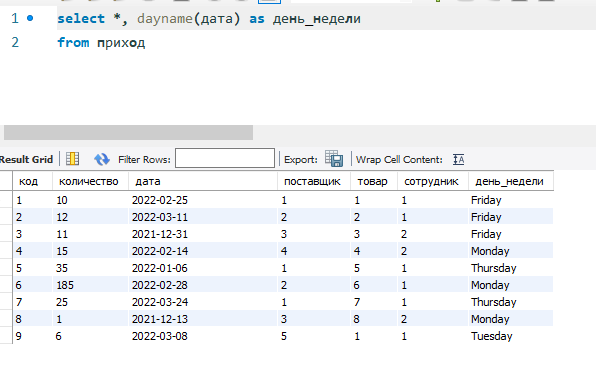 1 select *, dayname(дата) as день_недели
2 from приход
Result Grid Filter Rows: Export: Wrap Cell Content:
код количество дата поставщик товар сотрудник день_недели
1 10 2022-02-25 1 1 1 Friday
2 12 2022-03-11 2 2 1 Friday
3 11 2021-12-31 3 3 2 Friday
4 15 2022-02-14 4 4 2 Monday
5 35 2022-01-06 1 5 1 Thursday
6 185 2022-02-28 2 6 1 Monday
7 25 2022-03-24 1 7 1 Thursday
8 1 2021-12-13 3 8 2 Monday
9 6 2022-03-08 5 1 1 Tuesday